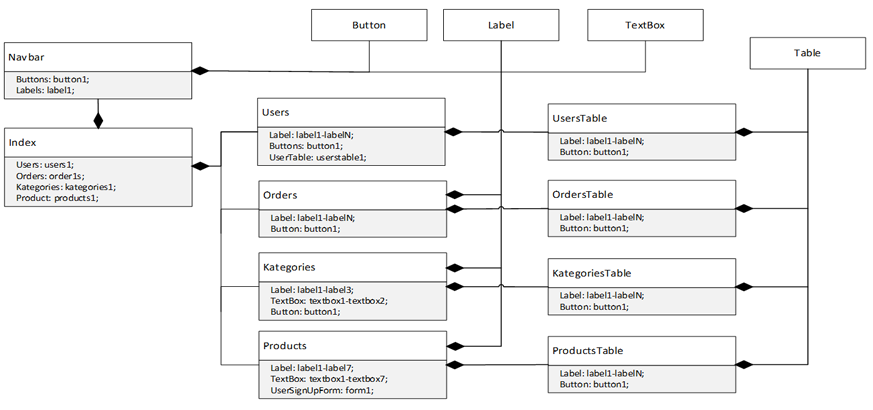 Button
Label
TextBox
Navbar
Buttons: button1;
Labels: label1;
Table
Index
Users: users1;
Orders: order1s;
Kategories: kategories1;
Product: products1;
Users
Label: label1-labelN;
Buttons: button1;
UserTable: userstable1;
UsersTable
Label: label1-labelN;
Button: button1;
Orders
Label: label1-labelN;
Button: button1;
OrdersTable
Label: label1-labelN;
Button: button1;
Kategories
Label: label1-label3;
TextBox: textbox1-textbox2;
Button: button1;
KategoriesTable
Label: label1-labelN;
Button: button1;
Products
Label: label1-label7;
TextBox: textbox1-textbox7;
UserSignUpForm: form1;
ProductsTable
Label: label1-labelN;
Button: button1;